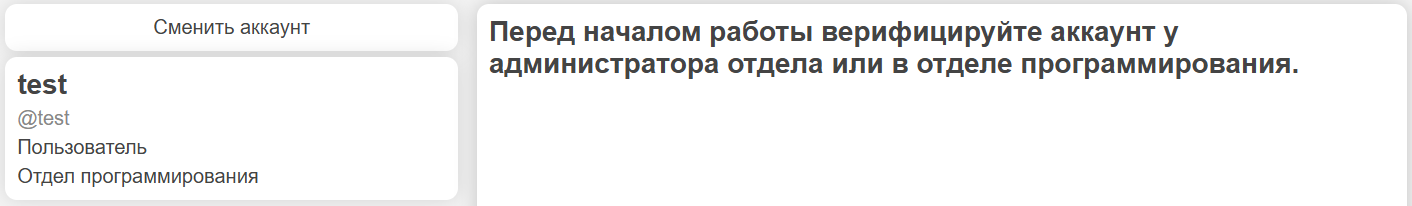 Сменить аккаунт
test
@test
Пользователь
Отдел программирования
Перед началом работы верифицируйте аккаунт у
администратора отдела или в отделе программирования.